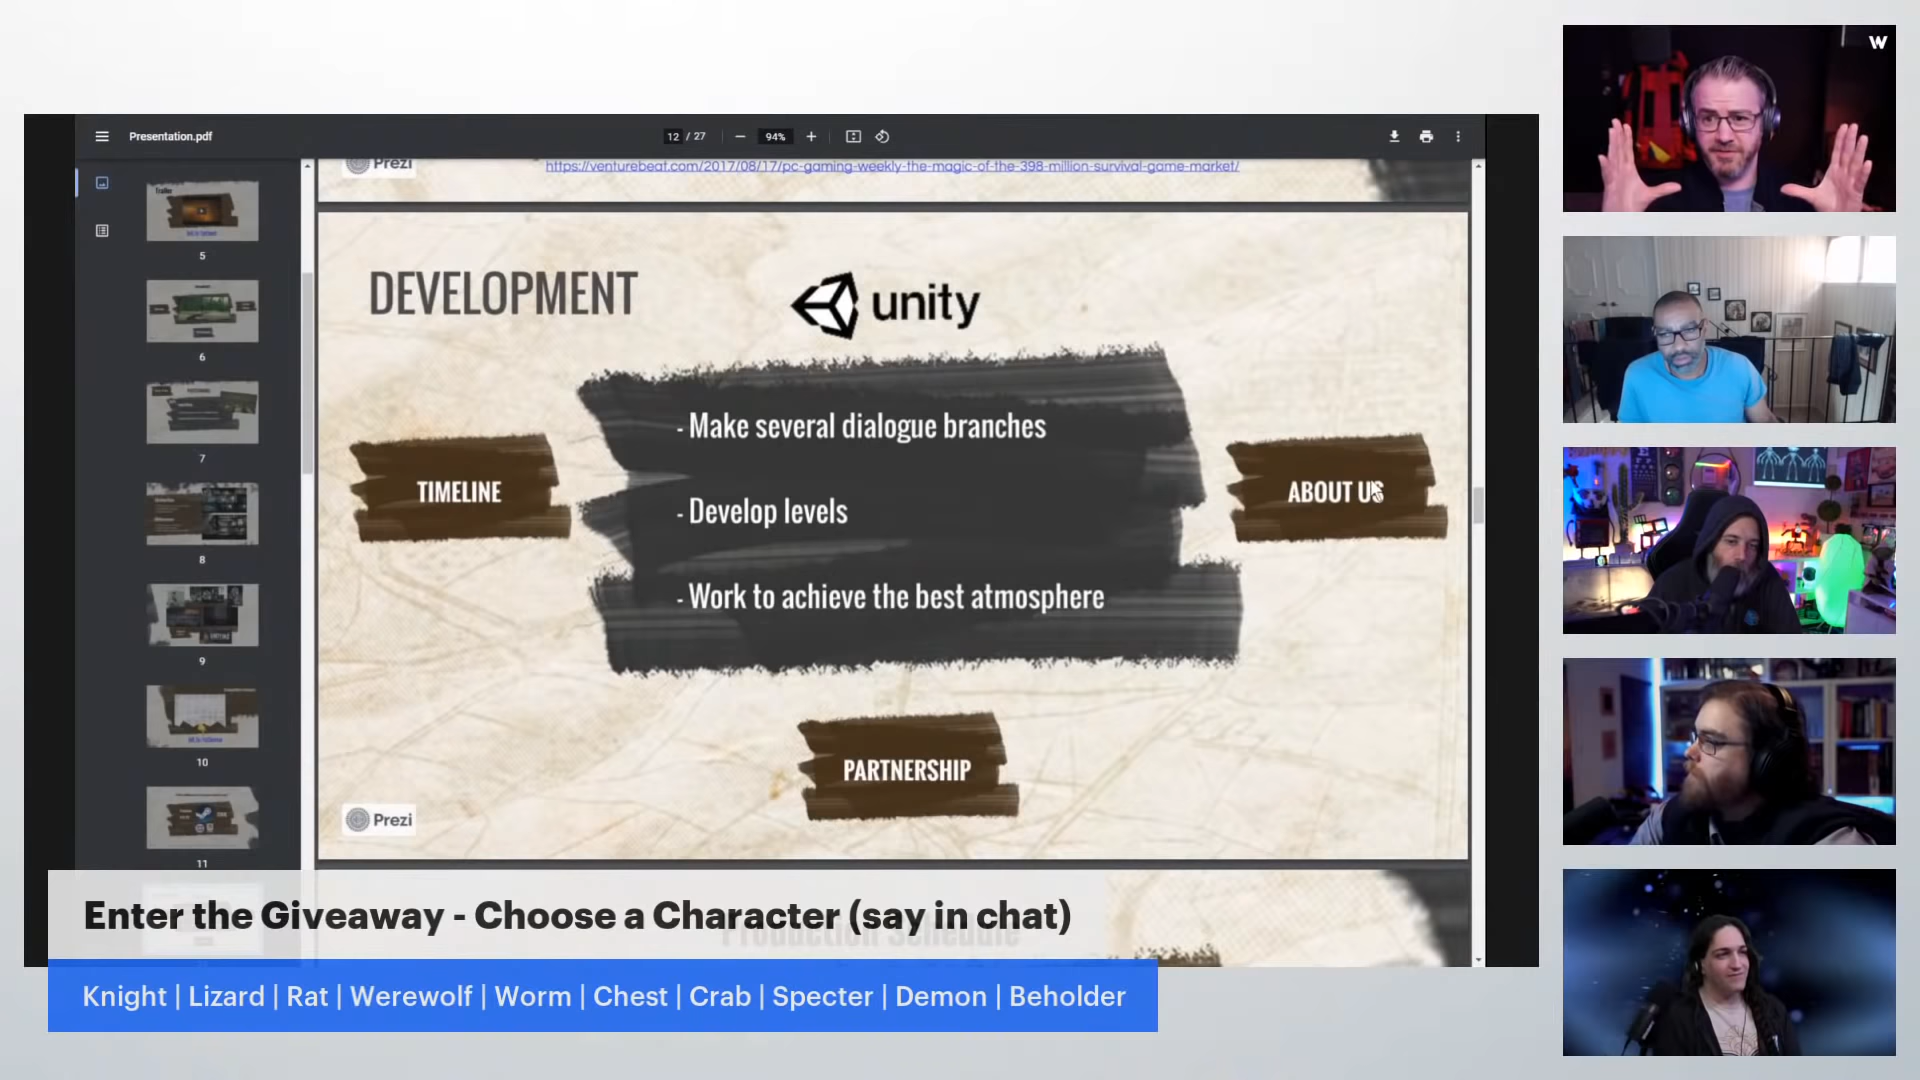 W
Presentation.pdf
12 / 27
94%
Prezi
https://venturebeat.com/2017/08/17/pc-gaming-weekly-the-magic-of-the-398-million-survival-game-market/
5
6
7
8
9
10
11
DEVELOPMENT
unity
- Make several dialogue branches
- Develop levels
- Work to achieve the best atmosphere
TIMELINE
ABOUT US
PARTNERSHIP
Prezi
Production Schedule
Enter the Giveaway - Choose a Character (say in chat)
Knight | Lizard | Rat | Werewolf | Worm | Chest | Crab | Specter | Demon | Beholder